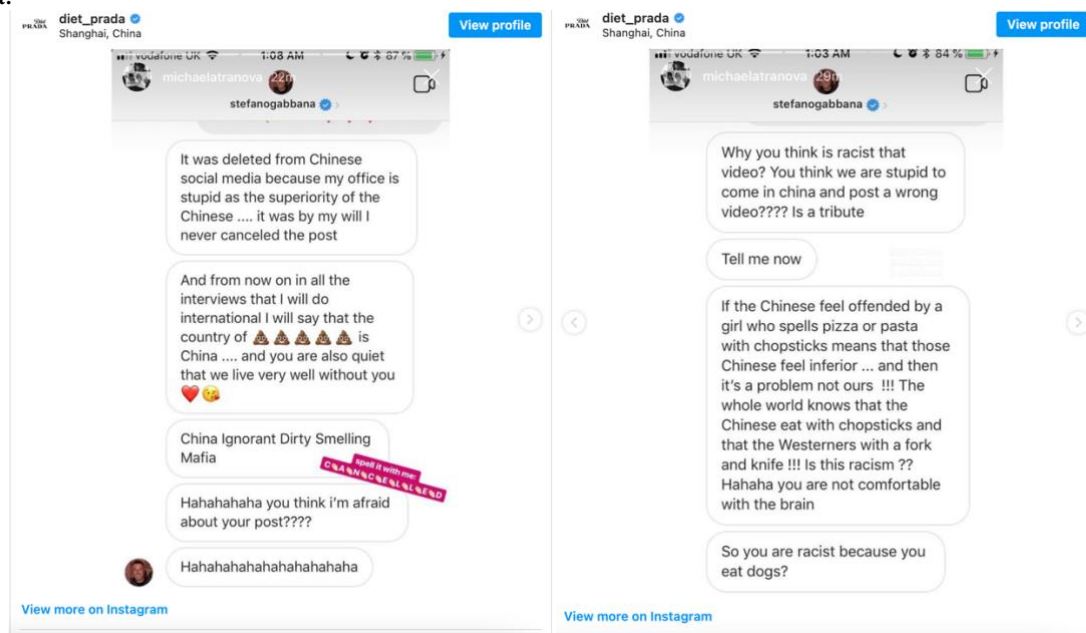 Diet
PRADA
diet_prada
Shanghai, China
View profile
vodafone UK 1:08 AM 87 %
michaelatranova 22m
stefanogabbana
It was deleted from Chinese
social media because my office is
stupid as the superiority of the
Chinese .... it was by my will I
never canceled the post
And from now on in all the
interviews that I will do
international I will say that the
country of 💩💩💩💩💩 is
China .... and you are also quiet
that we live very well without you
❤️😘
China Ignorant Dirty Smelling
Mafia
spell it with me:
C👏A👏N👏C👏E👏L👏L👏E👏D
Hahahahaha you think i'm afraid
about your post????
Hahahahahahahahahahaha
View more on Instagram
Diet
PRADA
diet_prada
Shanghai, China
View profile
vodafone UK 1:03 AM 84 %
michaelatranova 29m
stefanogabbana
Why you think is racist that
video? You think we are stupid to
come in china and post a wrong
video???? Is a tribute
Tell me now
If the Chinese feel offended by a
girl who spells pizza or pasta
with chopsticks means that those
Chinese feel inferior ... and then
it's a problem not ours !!! The
whole world knows that the
Chinese eat with chopsticks and
that the Westerners with a fork
and knife !!! Is this racism ??
Hahaha you are not comfortable
with the brain
So you are racist because you
eat dogs?
View more on Instagram